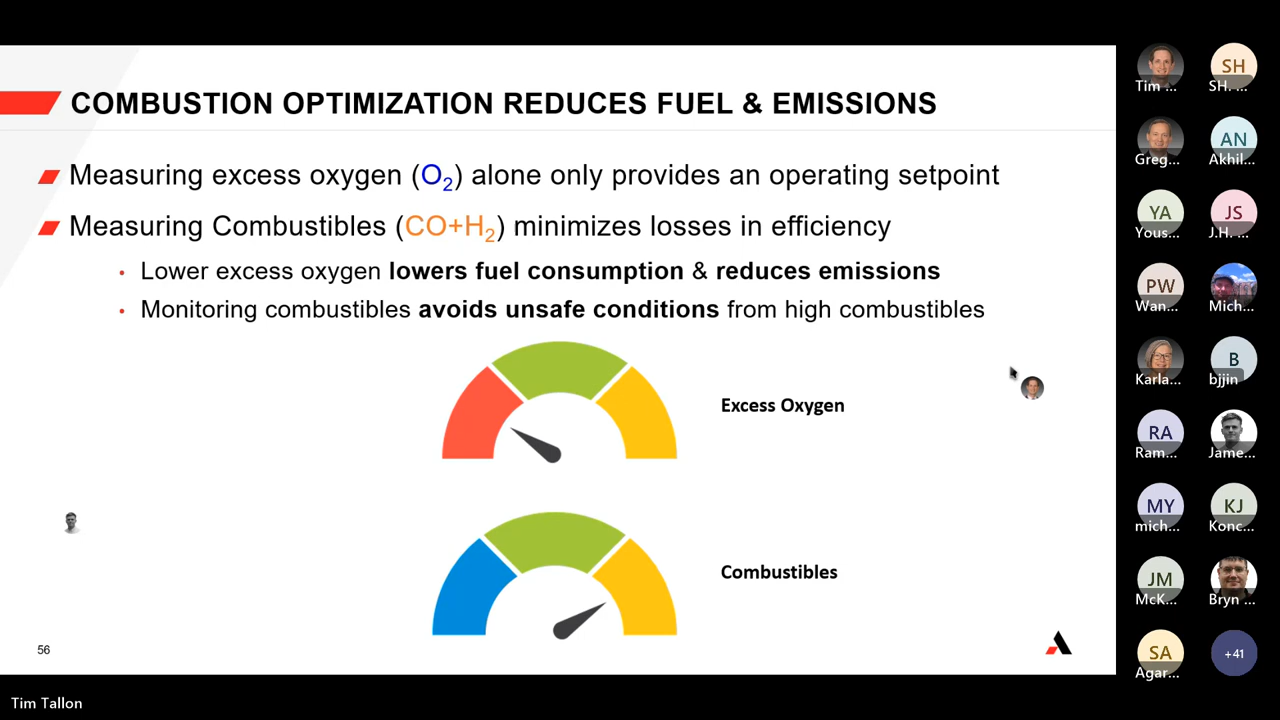 COMBUSTION OPTIMIZATION REDUCES FUEL & EMISSIONS
Measuring excess oxygen (O2) alone only provides an operating setpoint
Measuring Combustibles (CO+H2) minimizes losses in efficiency
• Lower excess oxygen lowers fuel consumption & reduces emissions
• Monitoring combustibles avoids unsafe conditions from high combustibles
Excess Oxygen
Combustibles
56
Tim Tallon
Tim ...
SH
SH. ...
Greg...
AN
Akhil...
YA
Yous...
JS
J.H. ...
PW
Wan...
Mich...
Karla...
B
bjjin
RA
Ram...
Jame...
MY
mich...
KJ
Konc...
JM
McK...
Bryn ...
SA
Agar...
+41